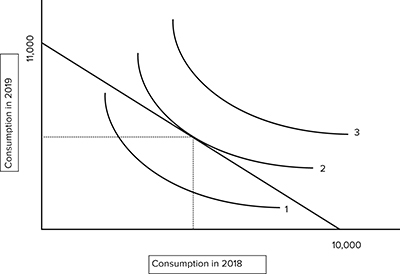 11,000
Consumption in 2019
3
2
1
10,000
Consumption in 2018